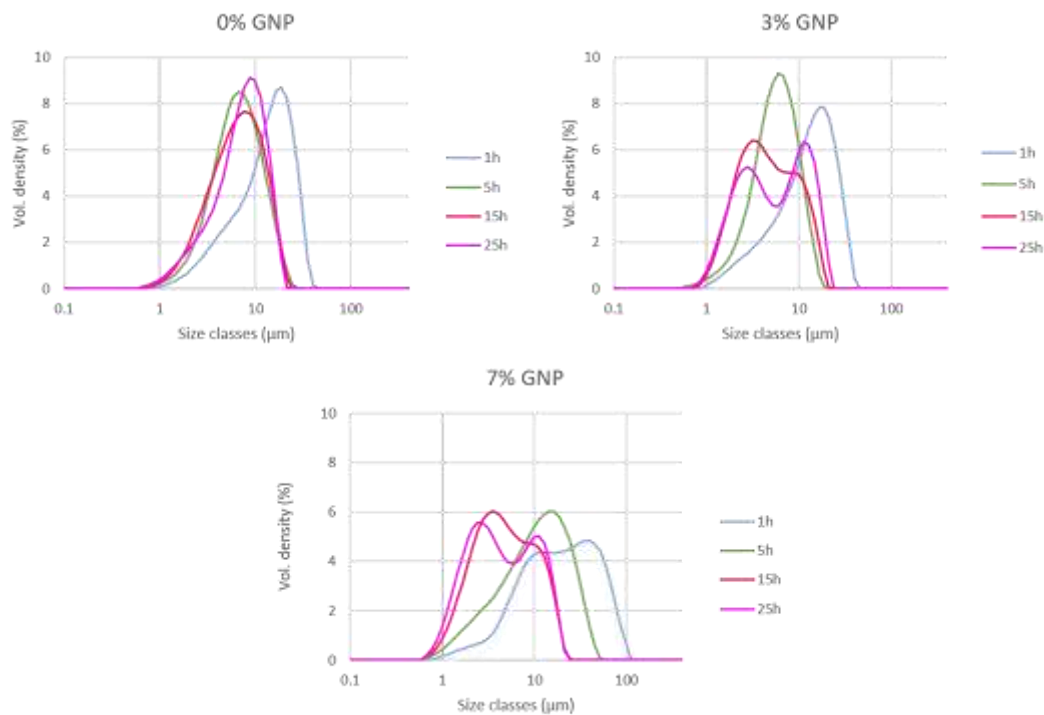 0% GNP
10
8
6
4
2
0
Vol. density (%)
0.1 1 10 100
Size classes (µm)
1h
5h
15h
25h
3% GNP
10
8
6
4
2
0
Vol. density (%)
0.1 1 10 100
Size classes (µm)
1h
5h
15h
25h
7% GNP
10
8
6
4
2
0
Vol. density (%)
0.1 1 10 100
Size classes (µm)
1h
5h
15h
25h